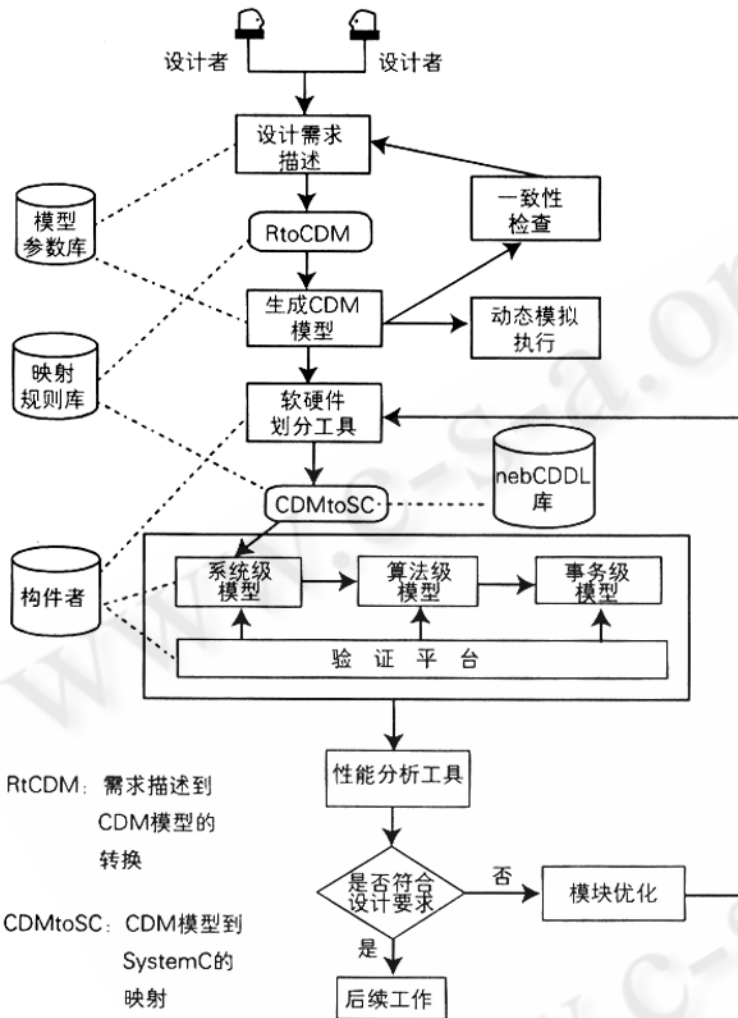 设计者
设计者
设计需求
描述
模型
参数库
一致性
检查
RtoCDM
生成CDM
模型
动态模拟
执行
映射
规则库
软硬件
划分工具
nebCDDL
库
CDMtoSC
构件者
系统级
模型
算法级
模型
事务级
模型
验证平台
性能分析工具
RtCDM：需求描述到
CDM模型的
转换
是否符合
设计要求
否
模块优化
CDMtoSC：CDM模型到
SystemC的
映射
是
后续工作
www.c-s-a.or